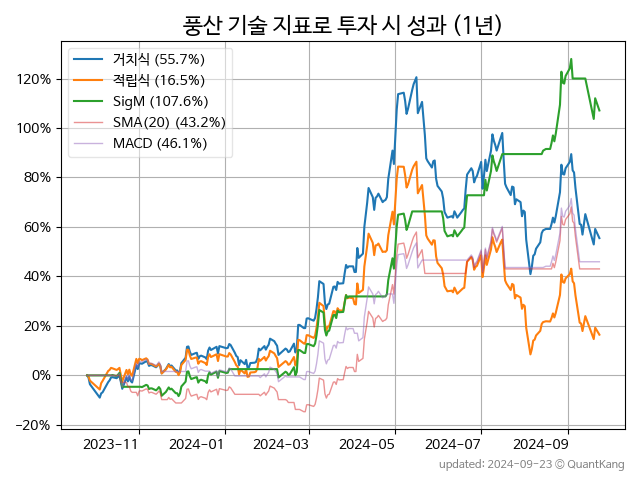 풍산 기술 지표로 투자 시 성과 (1년)
거치식 (55.7%)
적립식 (16.5%)
SigM (107.6%)
SMA(20) (43.2%)
MACD (46.1%)
120%
100%
80%
60%
40%
20%
0%
−20%
2023-11 2024-01 2024-03 2024-05 2024-07 2024-09
updated: 2024-09-23 © QuantKang